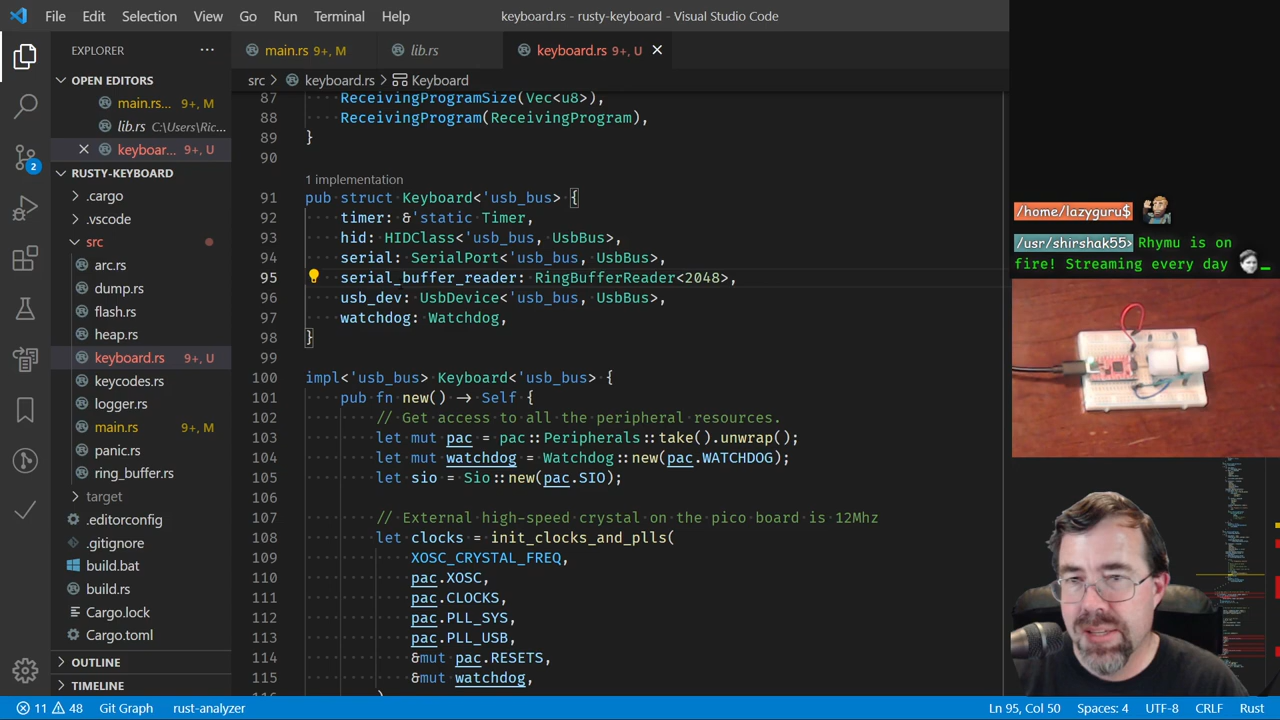 File Edit Selection View Go Run Terminal Help
keyboard.rs - rusty-keyboard - Visual Studio Code
EXPLORER ...
OPEN EDITORS
main.rs... 9+, M
lib.rs C:\Users\Ric...
keyboar... 9+, U
RUSTY-KEYBOARD
.cargo
.vscode
src
arc.rs
dump.rs
flash.rs
heap.rs
keyboard.rs 9+, U
keycodes.rs
logger.rs
main.rs 9+, M
panic.rs
ring_buffer.rs
target
.editorconfig
.gitignore
build.bat
build.rs
Cargo.lock
Cargo.toml
OUTLINE
TIMELINE
2
main.rs 9+, M lib.rs keyboard.rs 9+, U
src > keyboard.rs > Keyboard
87 ReceivingProgramSize(Vec<u8>),
88 ReceivingProgram(ReceivingProgram),
89 }
90
1 implementation
91 pub struct Keyboard<'usb_bus> {
92 timer: &'static Timer,
93 hid: HIDClass<'usb_bus, UsbBus>,
94 serial: SerialPort<'usb_bus, UsbBus>,
95 serial_buffer_reader: RingBufferReader<2048>,
96 usb_dev: UsbDevice<'usb_bus, UsbBus>,
97 watchdog: Watchdog,
98 }
99
100 impl<'usb_bus> Keyboard<'usb_bus> {
101 pub fn new() → Self {
102 // Get access to all the peripheral resources.
103 let mut pac = pac::Peripherals::take().unwrap();
104 let mut watchdog = Watchdog::new(pac.WATCHDOG);
105 let sio = Sio::new(pac.SIO);
106
107 // External high-speed crystal on the pico board is 12Mhz
108 let clocks = init_clocks_and_plls(
109 XOSC_CRYSTAL_FREQ,
110 pac.XOSC,
111 pac.CLOCKS,
112 pac.PLL_SYS,
113 pac.PLL_USB,
114 &mut pac.RESETS,
115 &mut watchdog,
/home/lazyguru$
/usr/shirshak55> Rhymu is on
fire! Streaming every day
11 48 Git Graph rust-analyzer Ln 95, Col 50 Spaces: 4 UTF-8 CRLF Rust